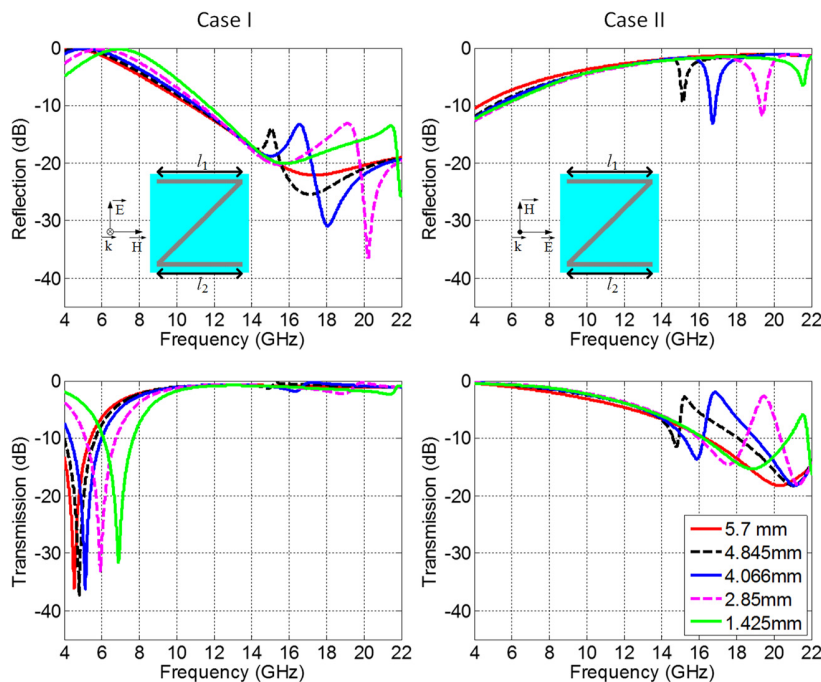 Case I
Case II
0
-10
-20
-30
-40
Reflection (dB)
l1
E
k
H
l2
4 6 8 10 12 14 16 18 20 22
Frequency (GHz)
0
-10
-20
-30
-40
Reflection (dB)
l1
H
k
E
l2
4 6 8 10 12 14 16 18 20 22
Frequency (GHz)
0
-10
-20
-30
-40
Transmission (dB)
4 6 8 10 12 14 16 18 20 22
Frequency (GHz)
0
-10
-20
-30
-40
Transmission (dB)
5.7 mm
4.845mm
4.066mm
2.85mm
1.425mm
4 6 8 10 12 14 16 18 20 22
Frequency (GHz)